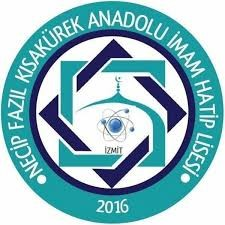 NECİP FAZIL KISAKÜREK ANADOLU İMAM HATİP LİSESİ
İZMİT
2016